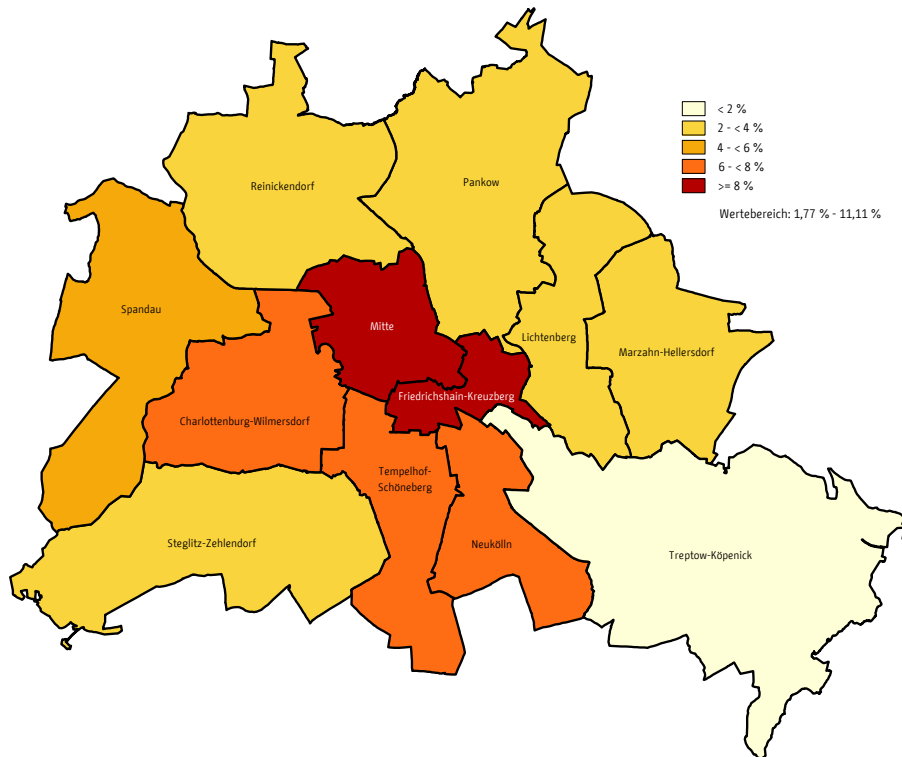 < 2 %
2 - < 4 %
4 - < 6 %
6 - < 8 %
>= 8 %
Wertebereich: 1,77 % - 11,11 %
Reinickendorf
Pankow
Spandau
Mitte
Lichtenberg
Marzahn-Hellersdorf
Friedrichshain-Kreuzberg
Charlottenburg-Wilmersdorf
Tempelhof-
Schöneberg
Steglitz-Zehlendorf
Neukölln
Treptow-Köpenick